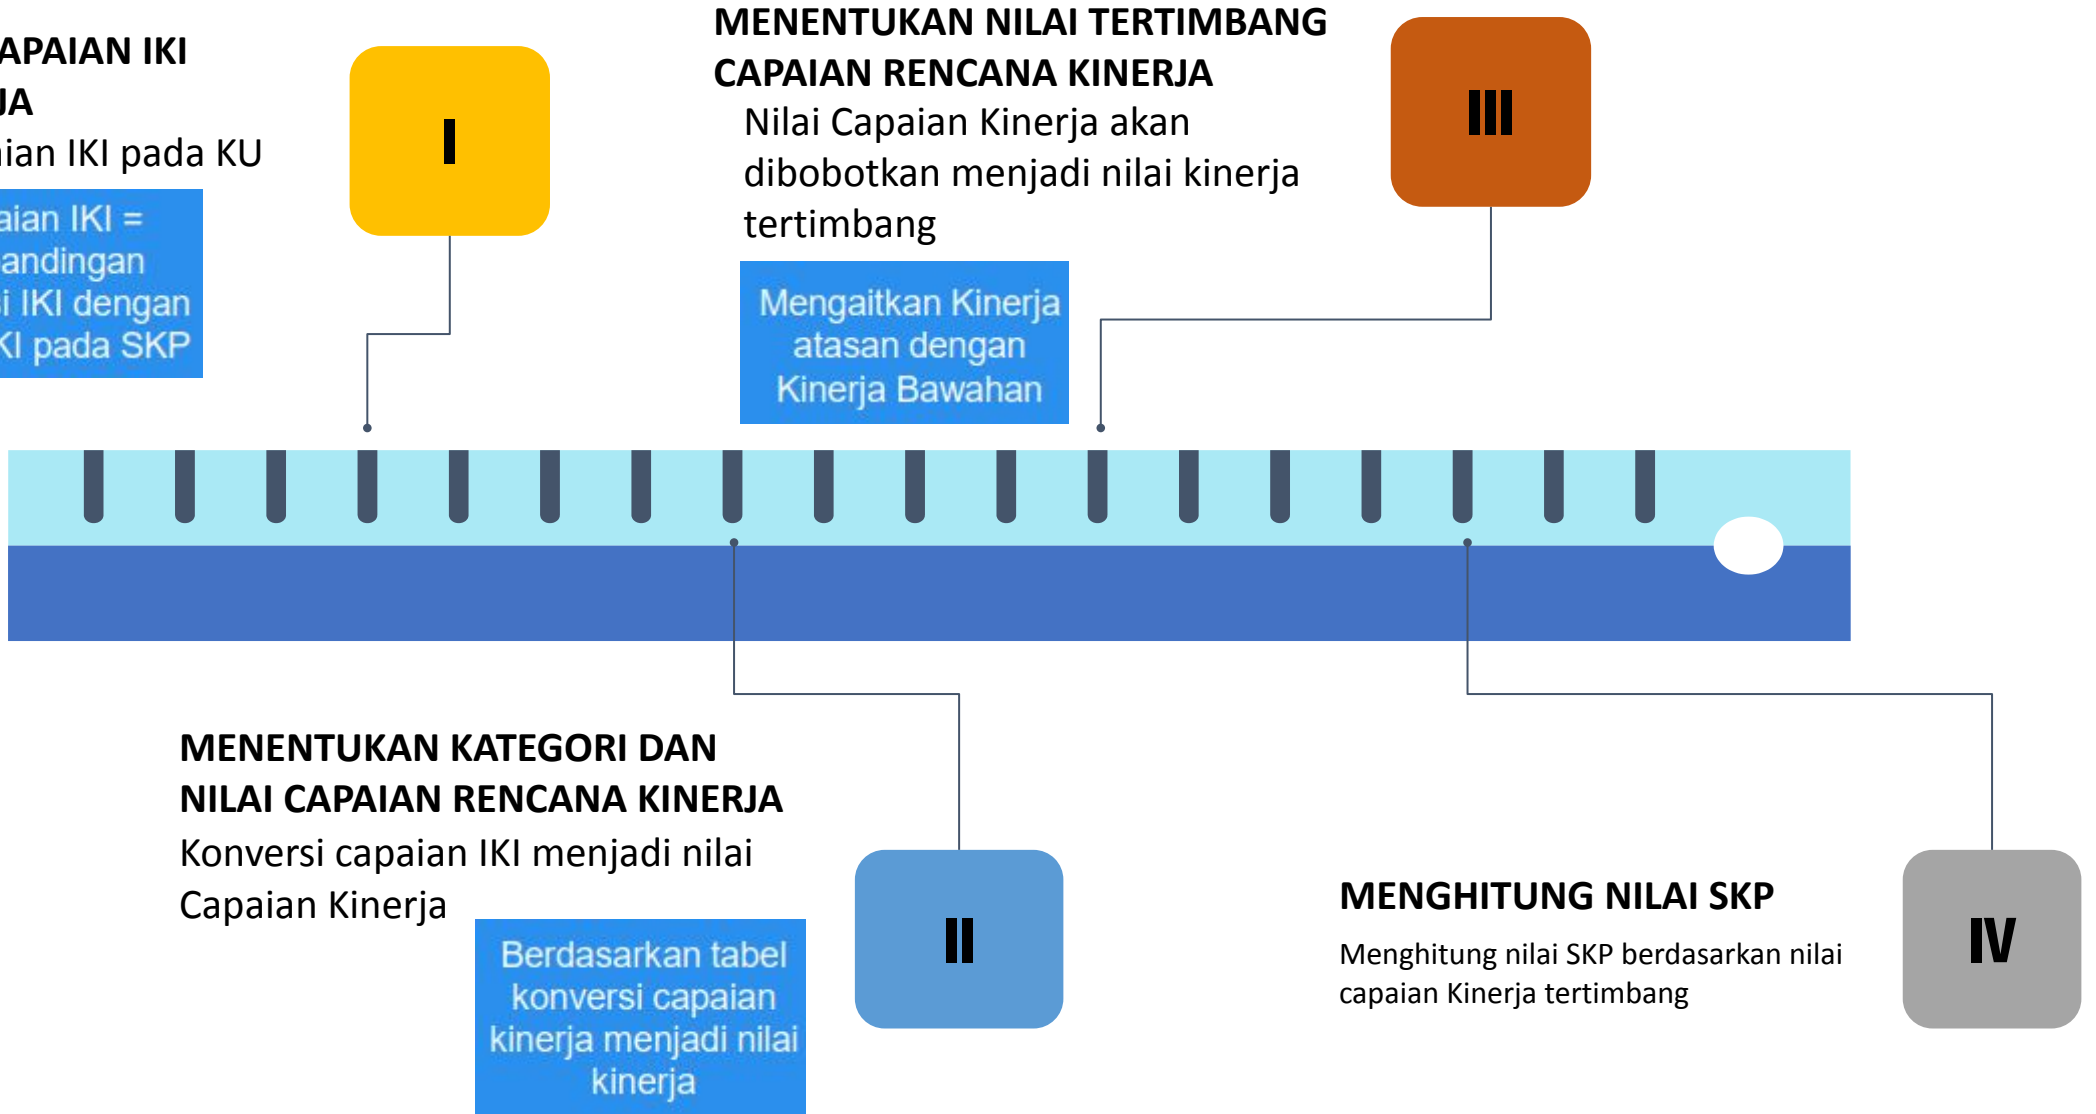 APAIAN IKI
JA
ian IKI pada KU
aian IKI =
andingan
si IKI dengan
KI pada SKP
I
MENENTUKAN NILAI TERTIMBANG
CAPAIAN RENCANA KINERJA
Nilai Capaian Kinerja akan
dibobotkan menjadi nilai kinerja
tertimbang
Mengaitkan Kinerja
atasan dengan
Kinerja Bawahan
III
MENENTUKAN KATEGORI DAN
NILAI CAPAIAN RENCANA KINERJA
Konversi capaian IKI menjadi nilai
Capaian Kinerja
Berdasarkan tabel
konversi capaian
kinerja menjadi nilai
kinerja
II
MENGHITUNG NILAI SKP
Menghitung nilai SKP berdasarkan nilai
capaian Kinerja tertimbang
IV